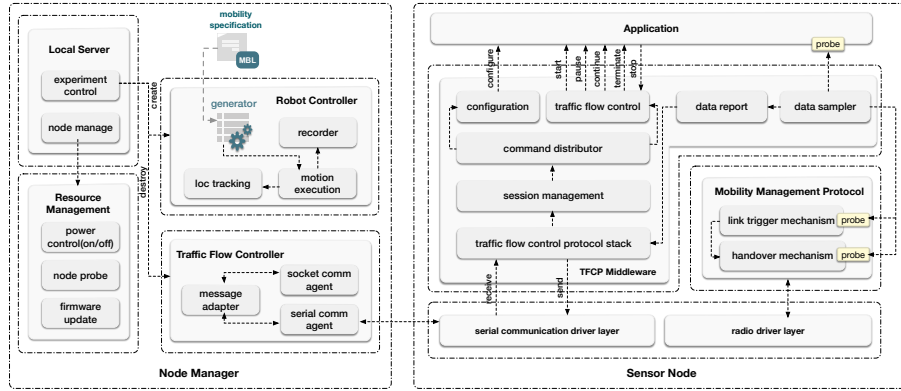 Local Server
experiment
control
node manage
Resource
Management
power
control(on/off)
node probe
firmware
update
create
destroy
mobility
specification
MBL
generator
Robot Controller
recorder
loc tracking
motion
execution
Traffic Flow Controller
message
adapter
socket comm
agent
serial comm
agent
Node Manager
Application
probe
configure
start
pause
continue
terminate
stop
configuration
traffic flow control
data report
data sampler
command distributor
session management
traffic flow control protocol stack
TFCP Middleware
Mobility Management Protocol
link trigger mechanism
probe
handover mechanism
probe
receive
send
serial communication driver layer
radio driver layer
Sensor Node